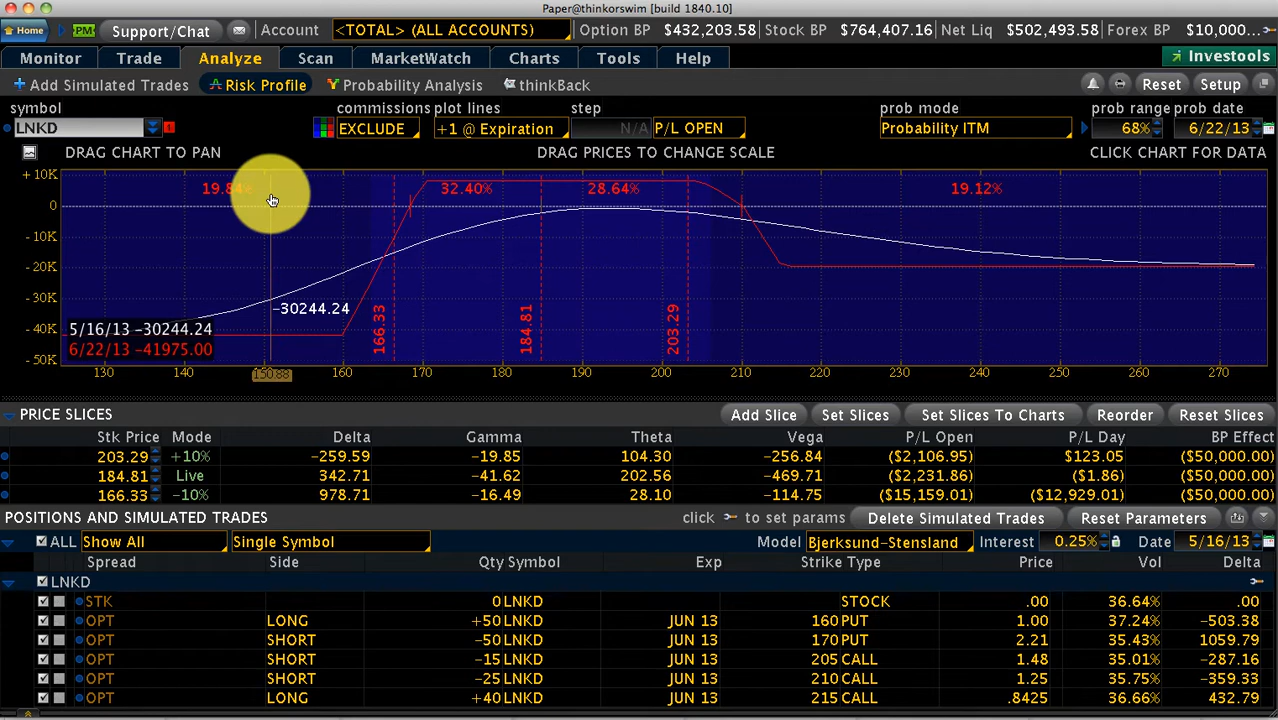 Paper@thinkorswim [build 1840.10]
Home PM Support/Chat Account <TOTAL> (ALL ACCOUNTS) Option BP $432,203.58 Stock BP $764,407.16 Net Liq $502,493.58 Forex BP $10,000...
Monitor Trade Analyze Scan MarketWatch Charts Tools Help Investools
Add Simulated Trades Risk Profile Probability Analysis thinkBack Reset Setup
symbol commissions plot lines step prob mode prob range prob date
LNKD EXCLUDE +1 @ Expiration N/A P/L OPEN Probability ITM 68% 6/22/13
DRAG CHART TO PAN DRAG PRICES TO CHANGE SCALE CLICK CHART FOR DATA
+10K
19.84% 32.40% 28.64% 19.12%
0
-10K
-20K
-30K
-30244.24
166.33 184.81 203.29
5/16/13 -30244.24
-40K
6/22/13 -41975.00
-50K
130 140 150.88 160 170 180 190 200 210 220 230 240 250 260 270
PRICE SLICES Add Slice Set Slices Set Slices To Charts Reorder Reset Slices
Stk Price Mode Delta Gamma Theta Vega P/L Open P/L Day BP Effect
203.29 +10% -259.59 -19.85 104.30 -256.84 ($2,106.95) $123.05 ($50,000.00)
184.81 Live 342.71 -41.62 202.56 -469.71 ($2,231.86) ($1.86) ($50,000.00)
166.33 -10% 978.71 -16.49 28.10 -114.75 ($15,159.01) ($12,929.01) ($50,000.00)
POSITIONS AND SIMULATED TRADES click to set params Delete Simulated Trades Reset Parameters
ALL Show All Single Symbol Model Bjerksund-Stensland Interest 0.25% Date 5/16/13
Spread Side Qty Symbol Exp Strike Type Price Vol Delta
LNKD
STK 0 LNKD STOCK .00 36.64% .00
OPT LONG +50 LNKD JUN 13 160 PUT 1.00 37.24% -503.38
OPT SHORT -50 LNKD JUN 13 170 PUT 2.21 35.43% 1059.79
OPT SHORT -15 LNKD JUN 13 205 CALL 1.48 35.01% -287.16
OPT SHORT -25 LNKD JUN 13 210 CALL 1.25 35.75% -359.33
OPT LONG +40 LNKD JUN 13 215 CALL .8425 36.66% 432.79